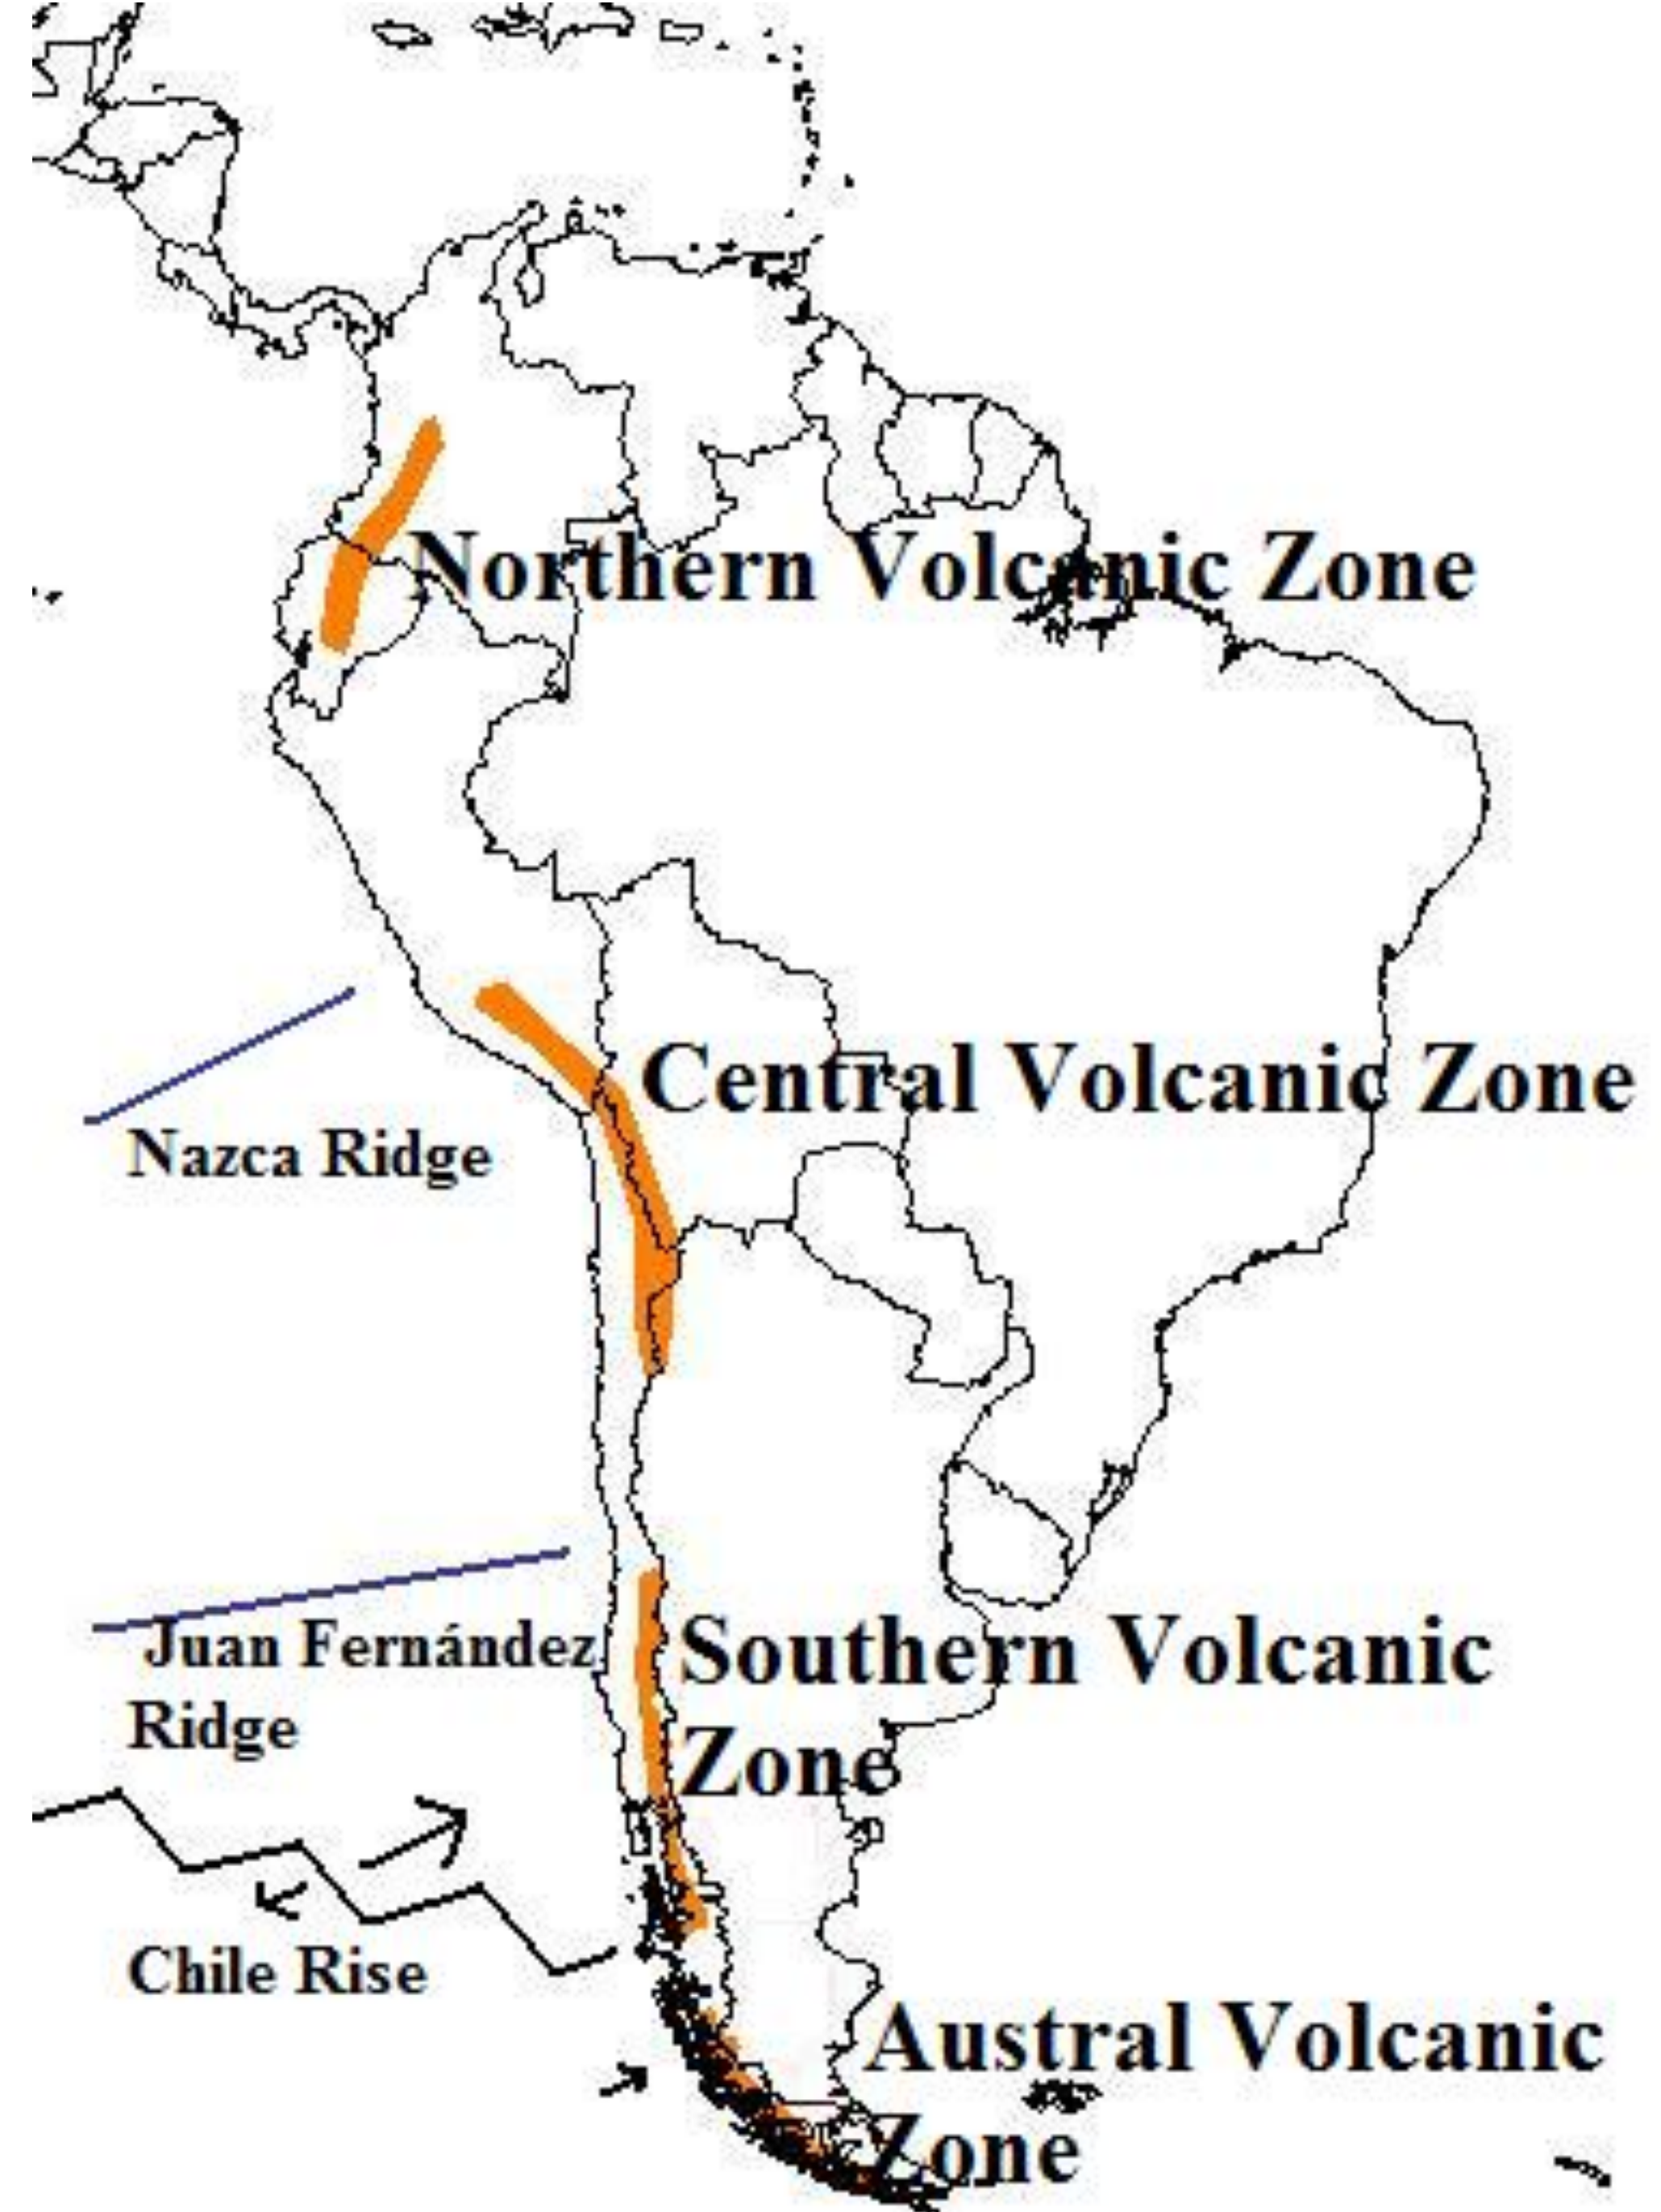 Northern Volcanic Zone
Central Volcanic Zone
Nazca Ridge
Juan Fernández
Ridge
Southern Volcanic
Zone
Chile Rise
Austral Volcanic
Zone